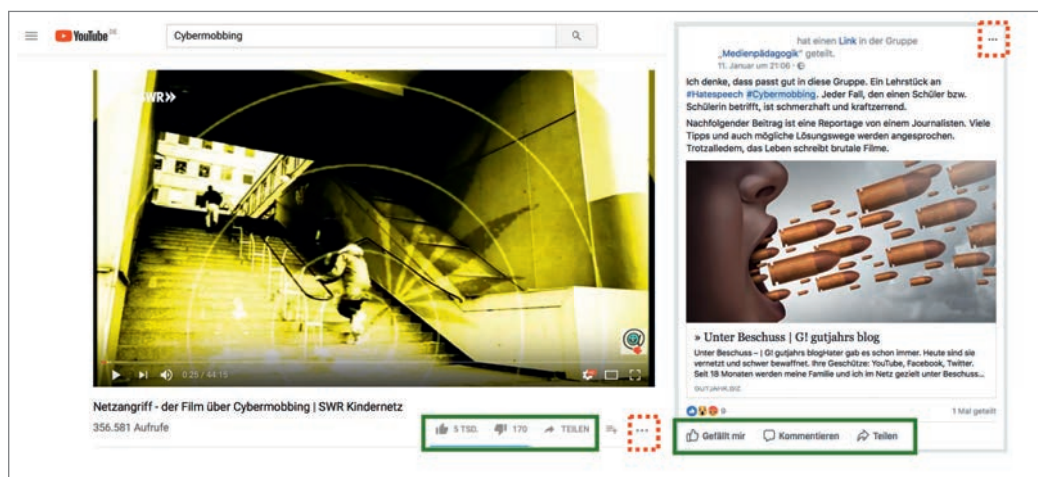 YouTube DE
Cybermobbing
SWR»
0:25 / 44:15
Netzangriff - der Film über Cybermobbing | SWR Kindernetz
356.581 Aufrufe
5 TSD. 170 TEILEN
...
hat einen Link in der Gruppe
„Medienpädagogik“ geteilt.
11. Januar um 21:06 ·
...
Ich denke, dass passt gut in diese Gruppe. Ein Lehrstück an
#Hatespeech #Cybermobbing. Jeder Fall, den einen Schüler bzw.
Schülerin betrifft, ist schmerzhaft und kraftzerrend.
Nachfolgender Beitrag ist eine Reportage von einem Journalisten. Viele
Tipps und auch mögliche Lösungswege werden angesprochen.
Trotzalledem, das Leben schreibt brutale Filme.
» Unter Beschuss | G! gutjahrs blog
Unter Beschuss – | G! gutjahrs blogHater gab es schon immer. Heute sind sie
vernetzt und schwer bewaffnet. Ihre Geschütze: YouTube, Facebook, Twitter.
Seit 18 Monaten werden meine Familie und ich im Netz gezielt unter Beschuss...
GUTJAHR.BIZ
9 1 Mal geteilt
Gefällt mir Kommentieren Teilen